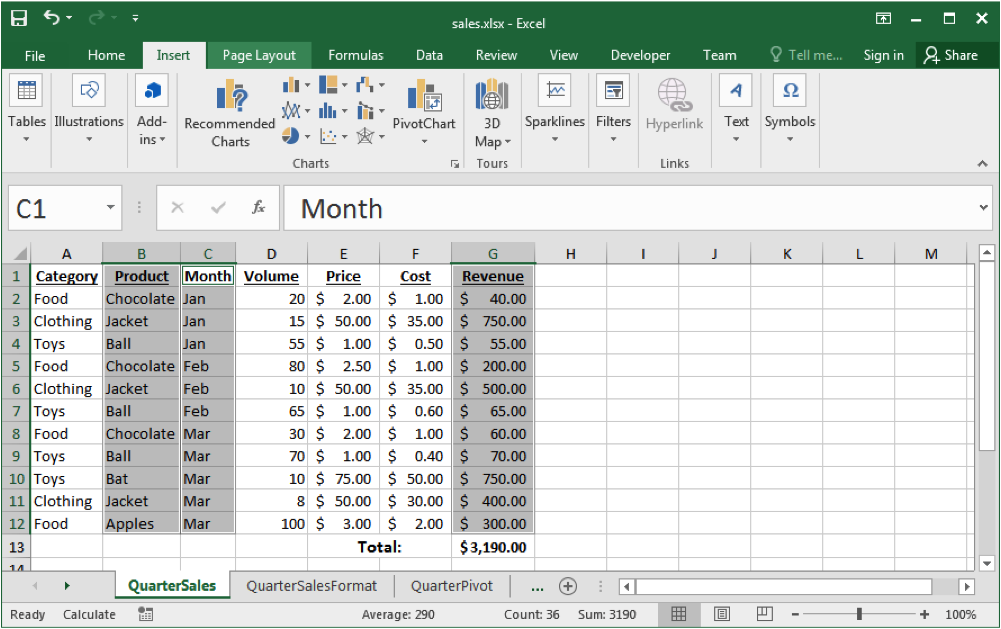 sales.xlsx - Excel
File Home Insert Page Layout Formulas Data Review View Developer Team Tell me... Sign in Share
Tables Illustrations Add-ins Recommended Charts PivotChart 3D Map Sparklines Filters Hyperlink Text Symbols
Charts Tours Links
C1 fx Month
A B C D E F G H I J K L M
1 Category Product Month Volume Price Cost Revenue
2 Food Chocolate Jan 20 $ 2.00 $ 1.00 $ 40.00
3 Clothing Jacket Jan 15 $ 50.00 $ 35.00 $ 750.00
4 Toys Ball Jan 55 $ 1.00 $ 0.50 $ 55.00
5 Food Chocolate Feb 80 $ 2.50 $ 1.00 $ 200.00
6 Clothing Jacket Feb 10 $ 50.00 $ 35.00 $ 500.00
7 Toys Ball Feb 65 $ 1.00 $ 0.60 $ 65.00
8 Food Chocolate Mar 30 $ 2.00 $ 1.00 $ 60.00
9 Toys Ball Mar 70 $ 1.00 $ 0.40 $ 70.00
10 Toys Bat Mar 10 $ 75.00 $ 50.00 $ 750.00
11 Clothing Jacket Mar 8 $ 50.00 $ 30.00 $ 400.00
12 Food Apples Mar 100 $ 3.00 $ 2.00 $ 300.00
13 Total: $3,190.00
14
QuarterSales QuarterSalesFormat QuarterPivot ...
Ready Calculate Average: 290 Count: 36 Sum: 3190 100%